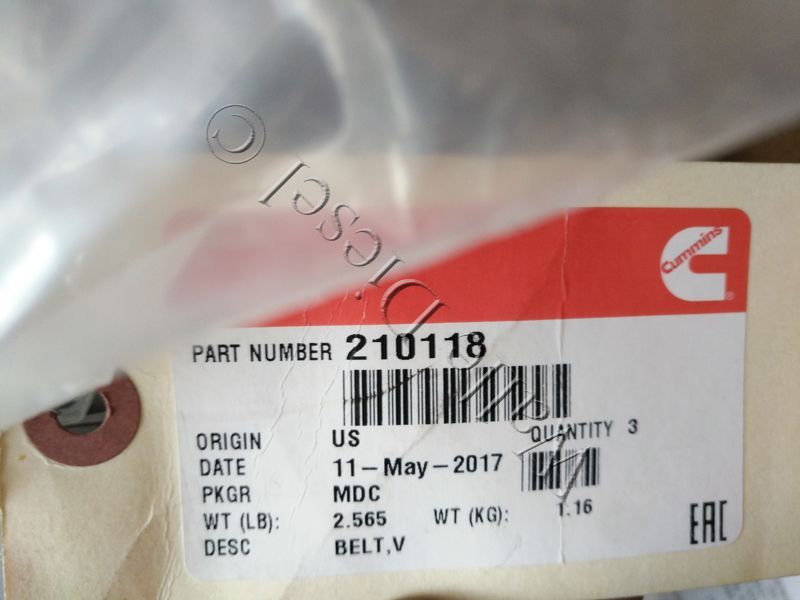 Cummins
®
PART NUMBER 210118
ORIGIN US QUANTITY 3
DATE 11-May-2017
PKGR MDC
WT (LB): 2.565 WT (KG): 1.16
DESC BELT,V
EAC
© Diesel